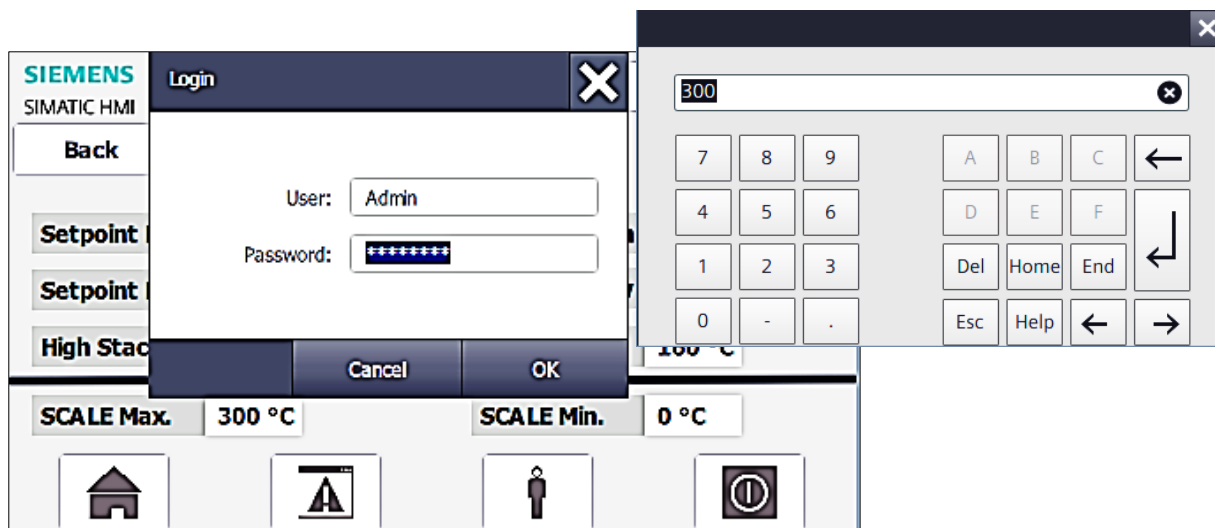 SIEMENS
SIMATIC HMI
Back
Login
User: Admin
Password: ********
Cancel OK
Setpoint
Setpoint
High Stac
160 °C
SCALE Max. 300 °C SCALE Min. 0 °C
300
7 8 9 A B C
4 5 6 D E F
1 2 3 Del Home End
0 - . Esc Help